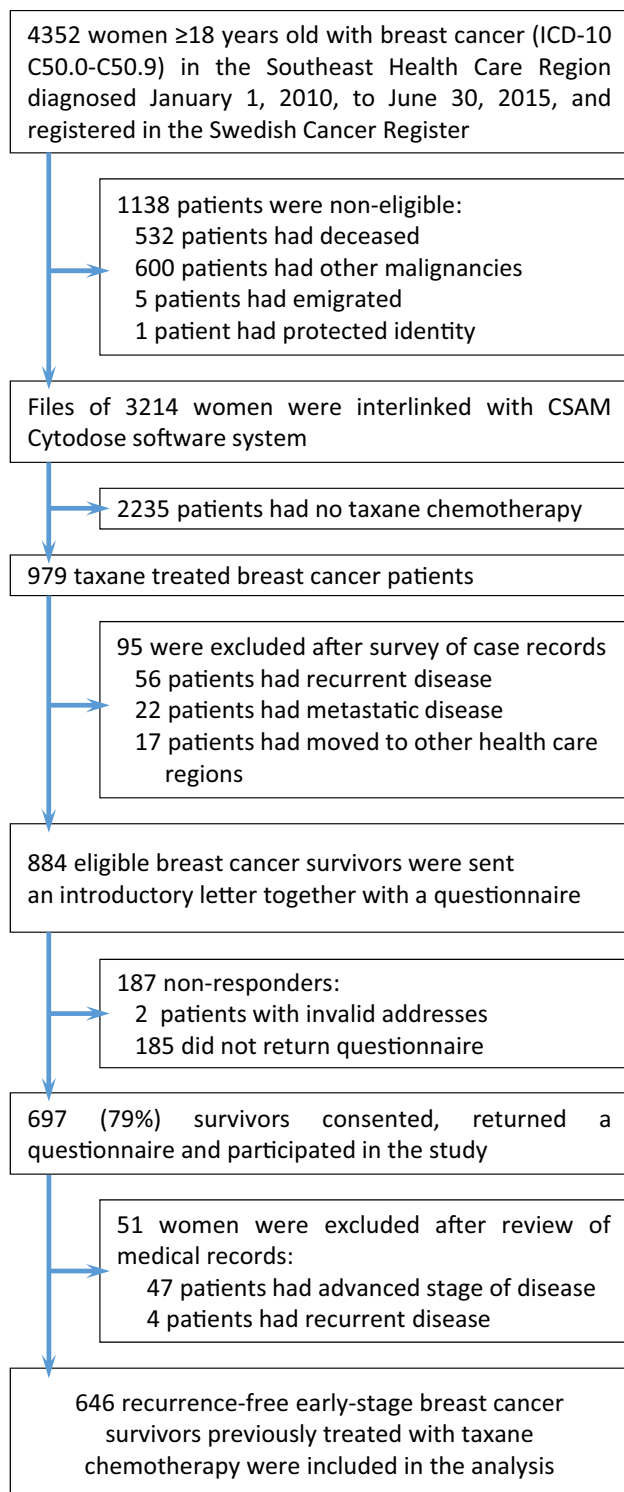 4352 women ≥18 years old with breast cancer (ICD-10
C50.0-C50.9) in the Southeast Health Care Region
diagnosed January 1, 2010, to June 30, 2015, and
registered in the Swedish Cancer Register
1138 patients were non-eligible:
532 patients had deceased
600 patients had other malignancies
5 patients had emigrated
1 patient had protected identity
Files of 3214 women were interlinked with CSAM
Cytodose software system
2235 patients had no taxane chemotherapy
979 taxane treated breast cancer patients
95 were excluded after survey of case records
56 patients had recurrent disease
22 patients had metastatic disease
17 patients had moved to other health care
regions
884 eligible breast cancer survivors were sent
an introductory letter together with a questionnaire
187 non-responders:
2 patients with invalid addresses
185 did not return questionnaire
697 (79%) survivors consented, returned a
questionnaire and participated in the study
51 women were excluded after review of
medical records:
47 patients had advanced stage of disease
4 patients had recurrent disease
646 recurrence-free early-stage breast cancer
survivors previously treated with taxane
chemotherapy were included in the analysis